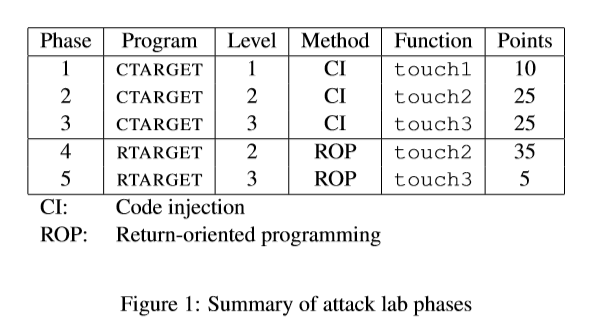 Phase Program Level Method Function Points
1 CTARGET 1 CI touch1 10
2 CTARGET 2 CI touch2 25
3 CTARGET 3 CI touch3 25
4 RTARGET 2 ROP touch2 35
5 RTARGET 3 ROP touch3 5
CI: Code injection
ROP: Return-oriented programming
Figure 1: Summary of attack lab phases